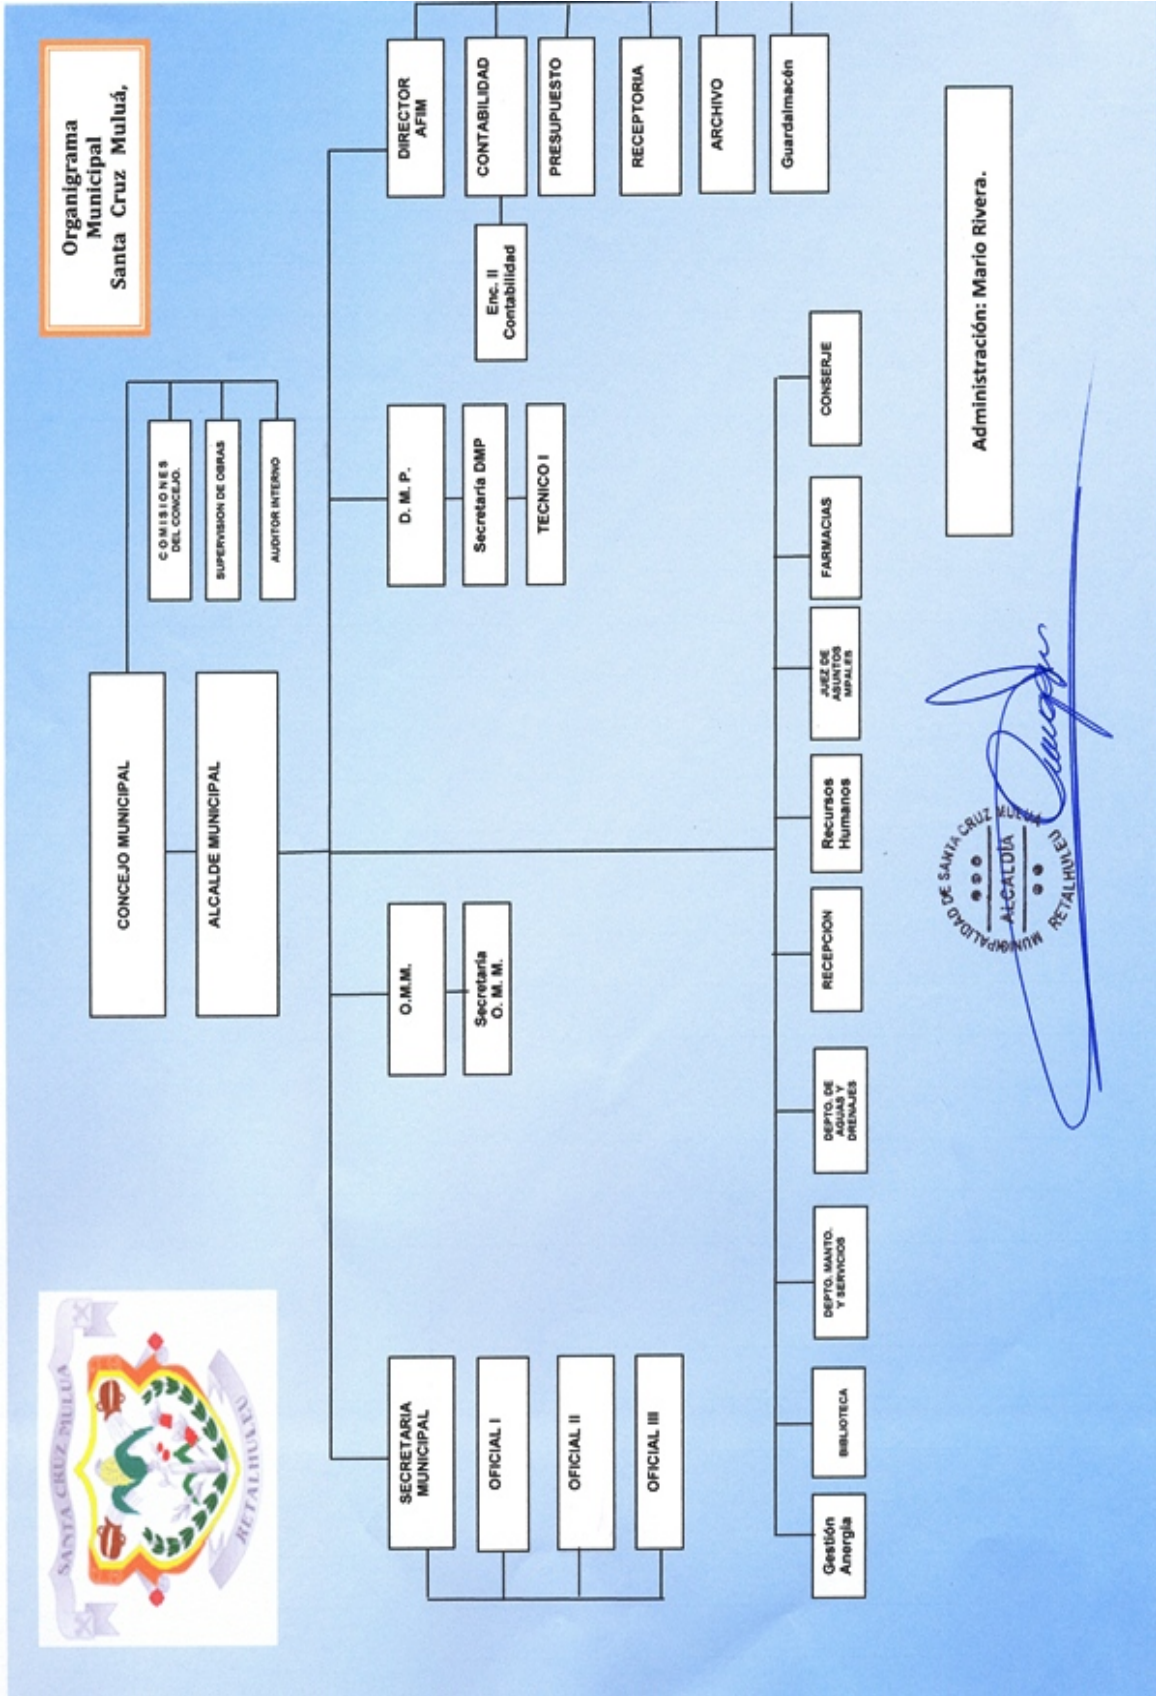 SANTA CRUZ MULUA
RETALHULEU
Organigrama
Municipal
Santa Cruz Muluá,
CONCEJO MUNICIPAL
ALCALDE MUNICIPAL
COMISIONES
DEL CONCEJO.
SUPERVISION DE OBRAS
AUDITOR INTERNO
SECRETARIA
MUNICIPAL
OFICIAL I
OFICIAL II
OFICIAL III
O.M.M.
Secretaría
O. M. M.
D. M. P.
Secretaría DMP
TECNICO I
DIRECTOR
AFIM
CONTABILIDAD
Enc. II
Contabilidad
PRESUPUESTO
RECEPTORIA
ARCHIVO
Guardalmacén
Gestión
Anergia
BIBLIOTECA
DEPTO. MANTO.
Y SERVICIOS
DEPTO. DE
AGUAS Y
DRENAJES
RECEPCION
Recursos
Humanos
JUEZ DE
ASUNTOS
MPALES
FARMACIAS
CONSERJE
MUNICIPALIDAD DE SANTA CRUZ MULUA
ALCALDIA
RETALHULEU
Administración: Mario Rivera.